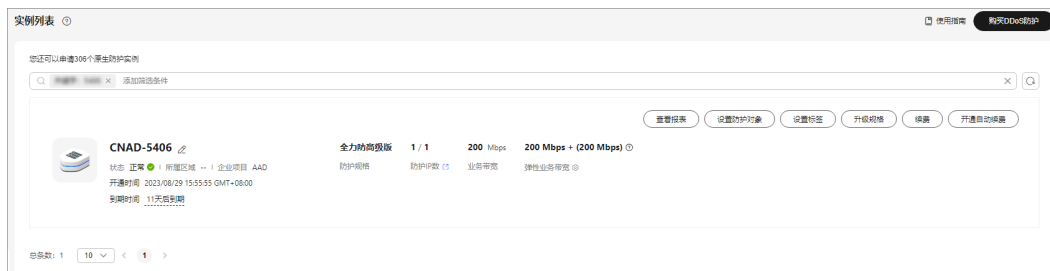 实例列表
使用指南 购买DDoS防护
您还可以申请306个原生防护实例
添加筛选条件
查看报表 设置防护对象 设置标签 升级规格 续费 开通自动续费
CNAD-5406 全力防高级版 1 / 1 200 Mbps 200 Mbps + (200 Mbps)
状态 正常 所属区域 -- 企业项目 AAD 防护规格 防护IP数 业务带宽 弹性业务带宽
开通时间 2023/08/29 15:55:55 GMT+08:00
到期时间 11天后到期
总条数: 1 10 < 1 >